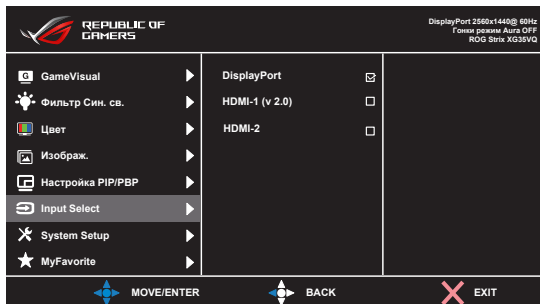 REPUBLIC OF
GAMERS
DisplayPort 2560x1440@ 60Hz
Гонки режим Aura OFF
ROG Strix XG35VQ
G GameVisual
Фильтр Син. св.
Цвет
Изображ.
Настройка PIP/PBP
Input Select
System Setup
MyFavorite
DisplayPort
HDMI-1 (v 2.0)
HDMI-2
MOVE/ENTER
BACK
EXIT